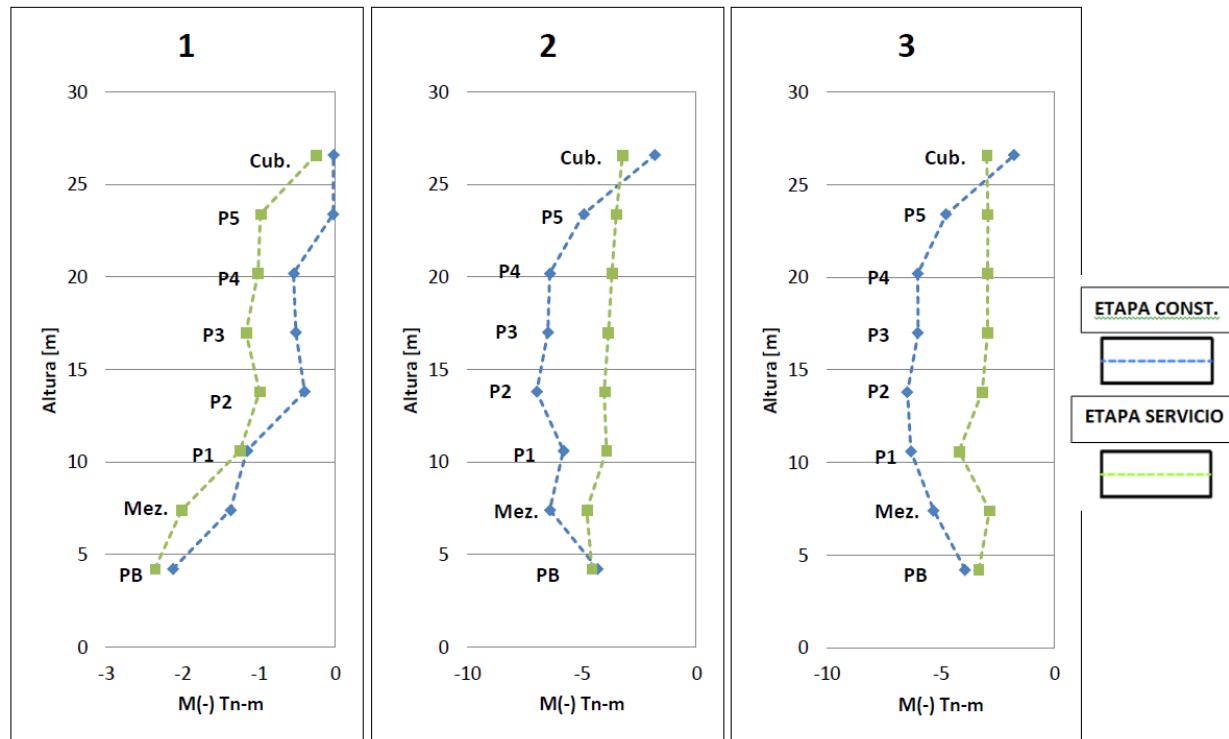 1
30
25
20
15
10
5
0
Altura [m]
Cub.
P5
P4
P3
P2
P1
Mez.
PB
-3
-2
-1
0
M(-) Tn-m
2
30
25
20
15
10
5
0
Altura [m]
Cub.
P5
P4
P3
P2
P1
Mez.
PB
-10
-5
0
M(-) Tn-m
3
30
25
20
15
10
5
0
Altura [m]
Cub.
P5
P4
P3
P2
P1
Mez.
PB
-10
-5
0
M(-) Tn-m
ETAPA CONST.
ETAPA SERVICIO